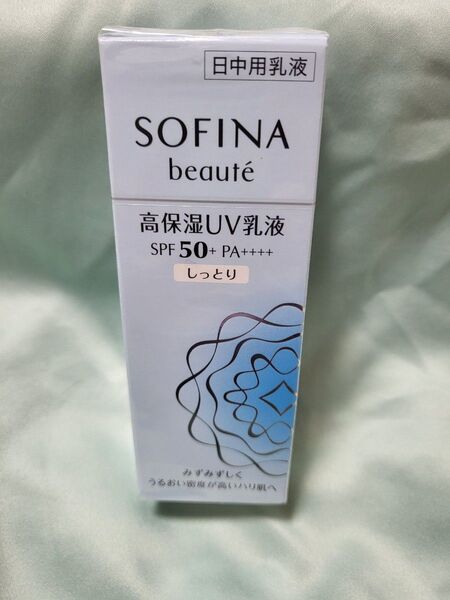 日中用乳液
SOFINA
beauté
高保湿UV乳液
SPF 50+ PA++++
しっとり
みずみずしく
うるおい密度が高いハリ肌へ